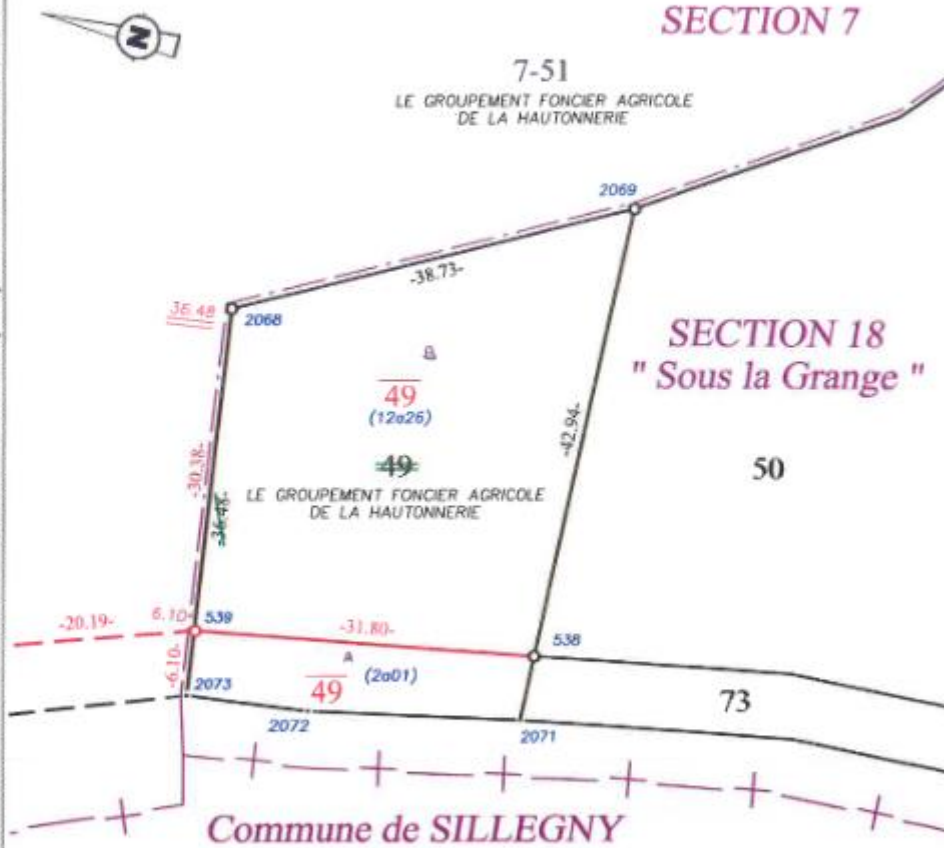 SECTION 7
N
7-51
LE GROUPEMENT FONCIER AGRICOLE
DE LA HAUTONNERIE
2069
-38.73-
36.48
2068
SECTION 18
" Sous la Grange "
B
49
(12a26)
-42.94-
-30.38-
49
50
LE GROUPEMENT FONCIER AGRICOLE
DE LA HAUTONNERIE
-36.48-
-20.19-
6.10-
539
-31.80-
538
-6.10-
A
(2a01)
49
2073
73
2072
2071
Commune de SILLEGNY